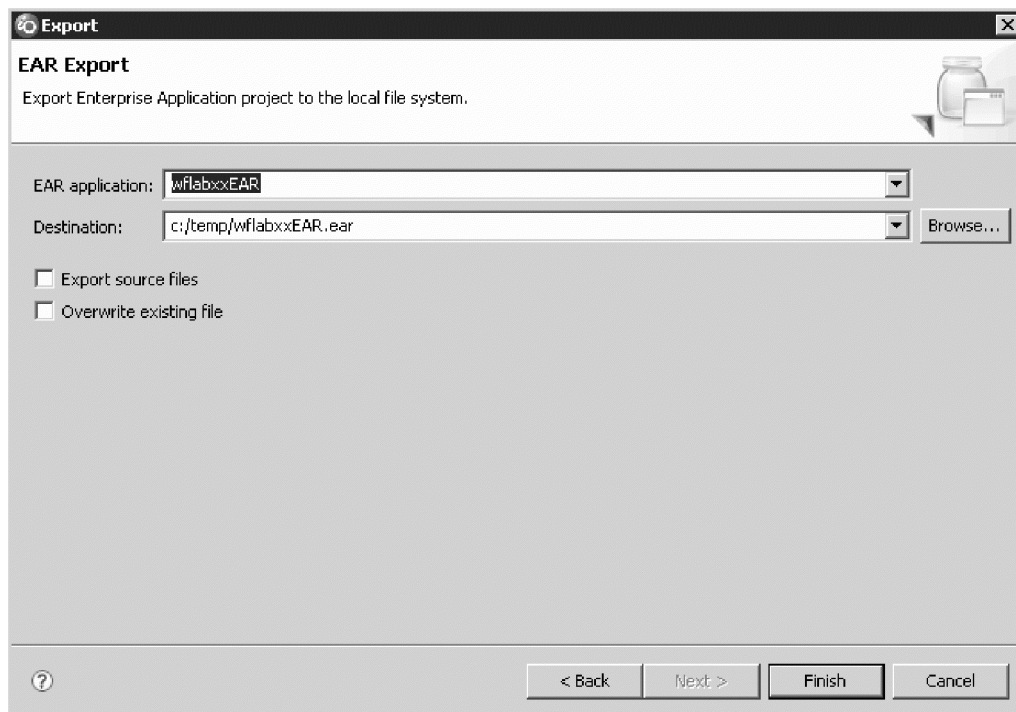 Export
EAR Export
Export Enterprise Application project to the local file system.
EAR application: wflabxxEAR
Destination: c:/temp/wflabxxEAR.ear Browse...
Export source files
Overwrite existing file
? < Back Next > Finish Cancel